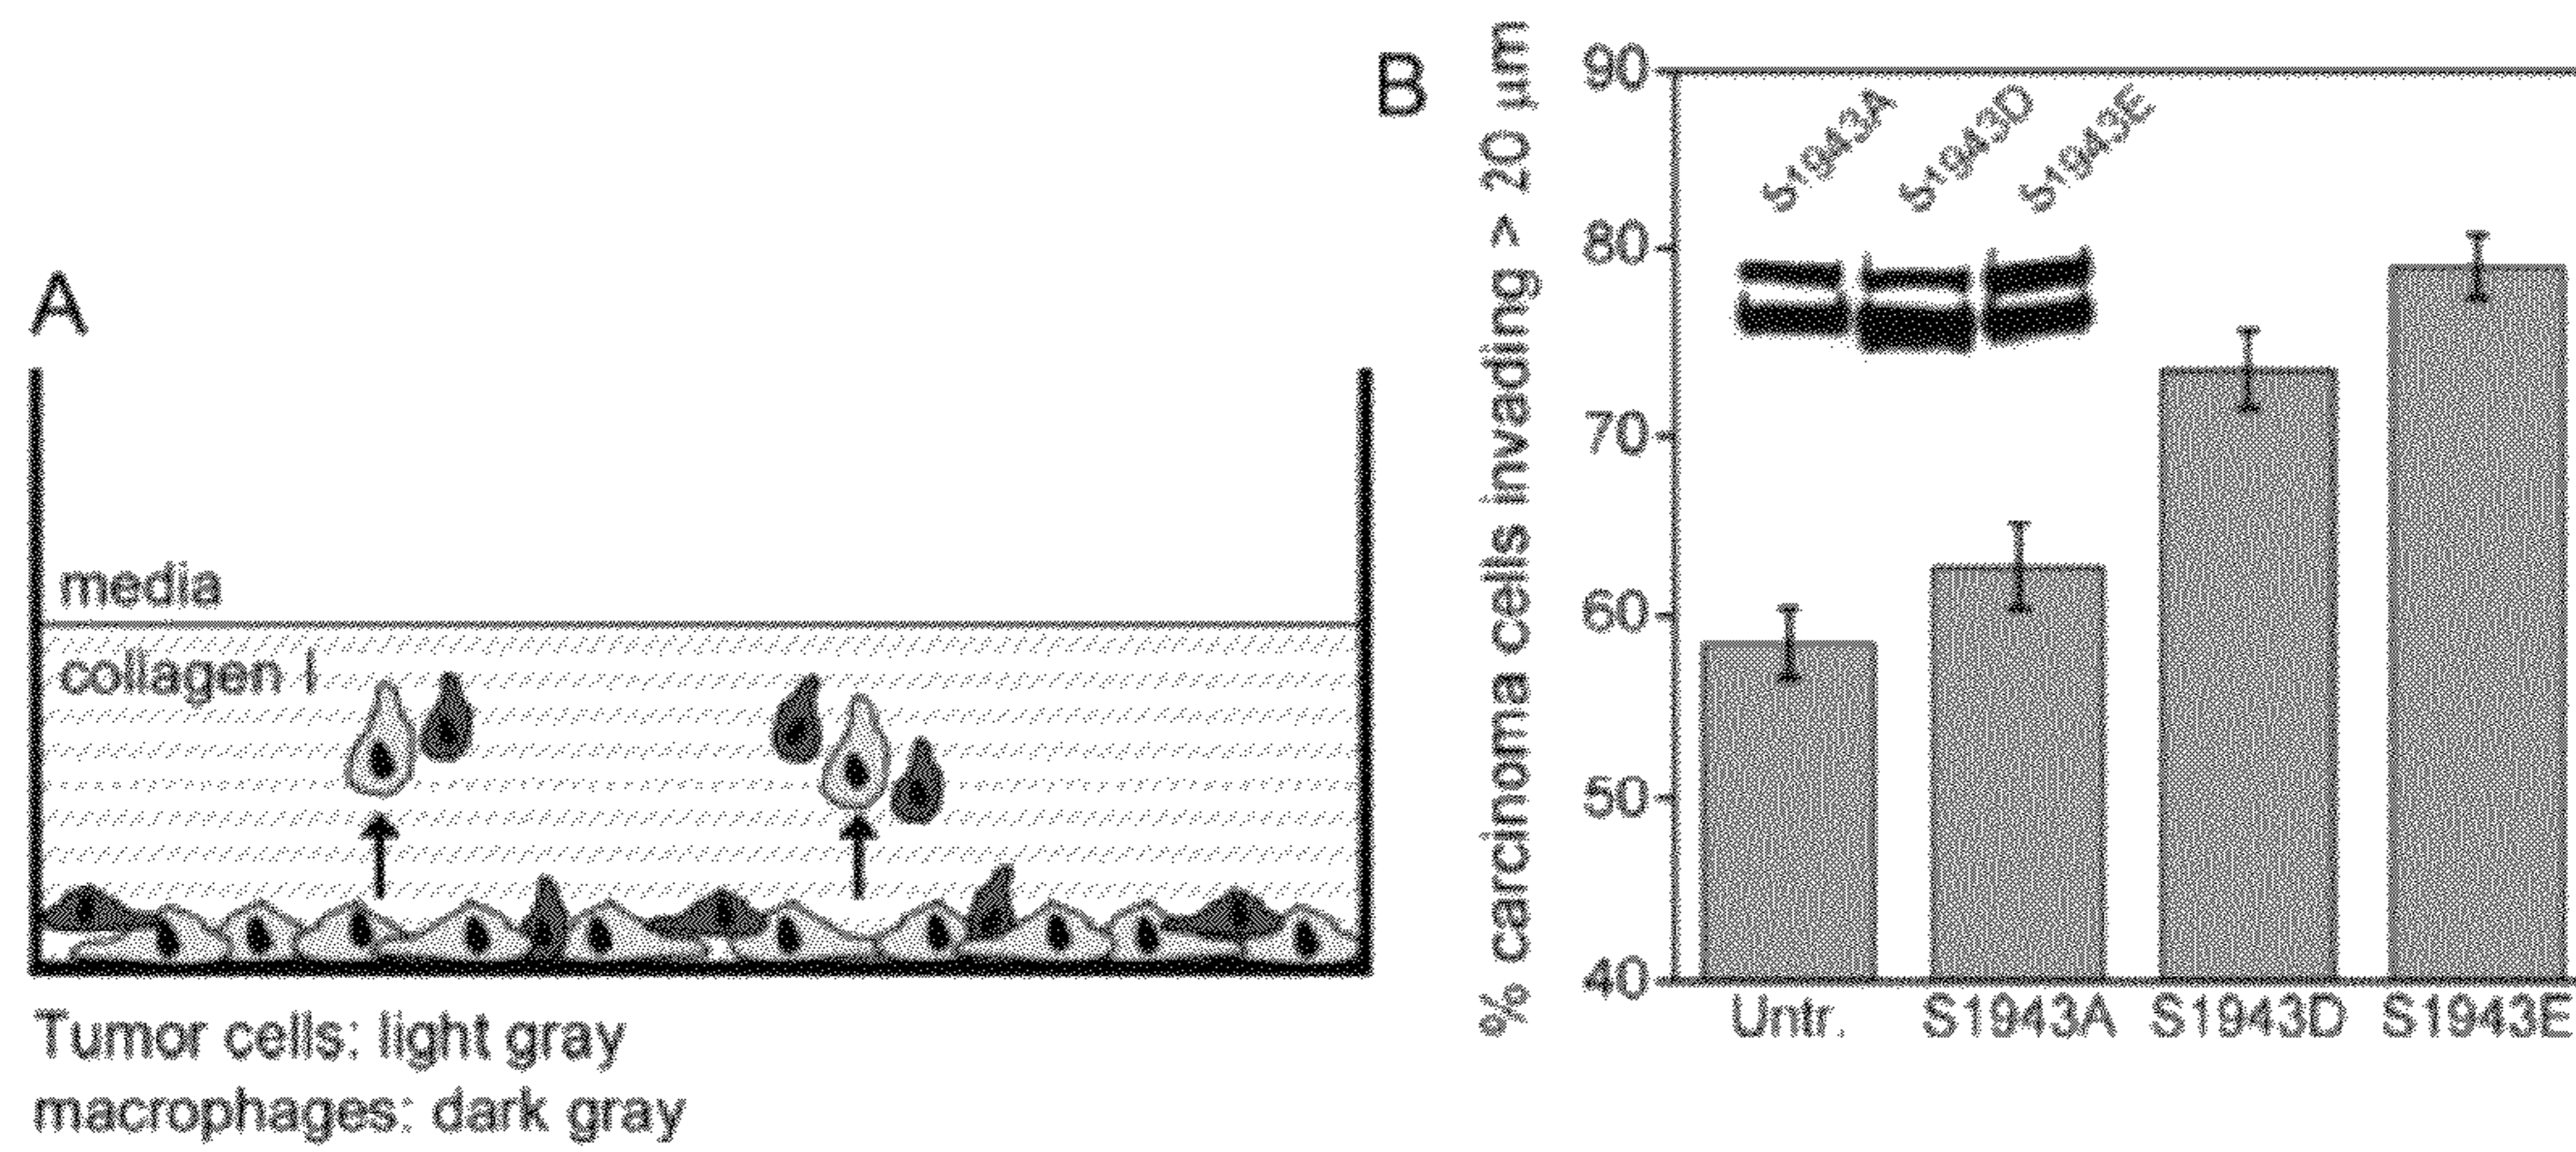 A
media
collagen I
Tumor cells: light gray
macrophages: dark gray
B
% carcinoma cells invading > 20 µm
90
80
70
60
50
40
S1943A
S1943D
S1943E
Untr.
S1943A
S1943D
S1943E